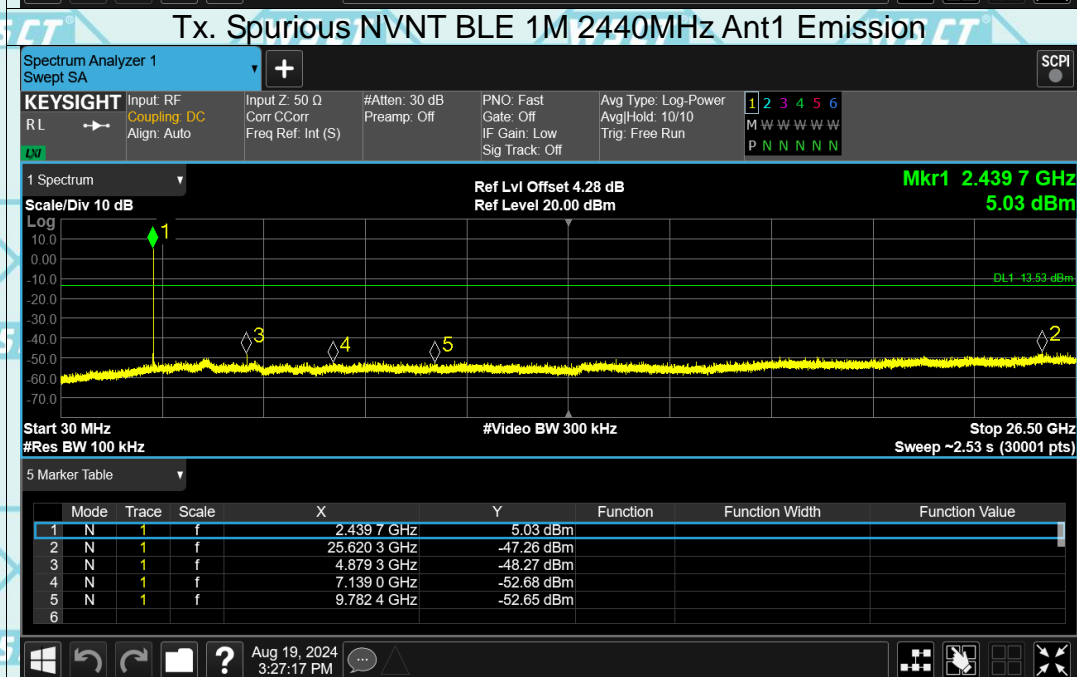 Tx. Spurious NVNT BLE 1M 2440MHz Ant1 Emission
Spectrum Analyzer 1
Swept SA
+
SCPI
KEYSIGHT
R L
LXI
Input: RF
Coupling: DC
Align: Auto
Input Z: 50 Ω
Corr CCorr
Freq Ref: Int (S)
#Atten: 30 dB
Preamp: Off
PNO: Fast
Gate: Off
IF Gain: Low
Sig Track: Off
Avg Type: Log-Power
Avg|Hold: 10/10
Trig: Free Run
1 2 3 4 5 6
M W W W W W
P N N N N N
1 Spectrum
Scale/Div 10 dB
Ref Lvl Offset 4.28 dB
Ref Level 20.00 dBm
Mkr1 2.439 7 GHz
5.03 dBm
Log
10.0
0.00
-10.0
-20.0
-30.0
-40.0
-50.0
-60.0
-70.0
1
DL1 -13.53 dBm
3
4
5
2
Start 30 MHz
#Video BW 300 kHz
Stop 26.50 GHz
#Res BW 100 kHz
Sweep ~2.53 s (30001 pts)
5 Marker Table
Mode Trace Scale X Y Function Function Width Function Value
1 N 1 f 2.439 7 GHz 5.03 dBm
2 N 1 f 25.620 3 GHz -47.26 dBm
3 N 1 f 4.879 3 GHz -48.27 dBm
4 N 1 f 7.139 0 GHz -52.68 dBm
5 N 1 f 9.782 4 GHz -52.65 dBm
6
?
Aug 19, 2024
3:27:17 PM